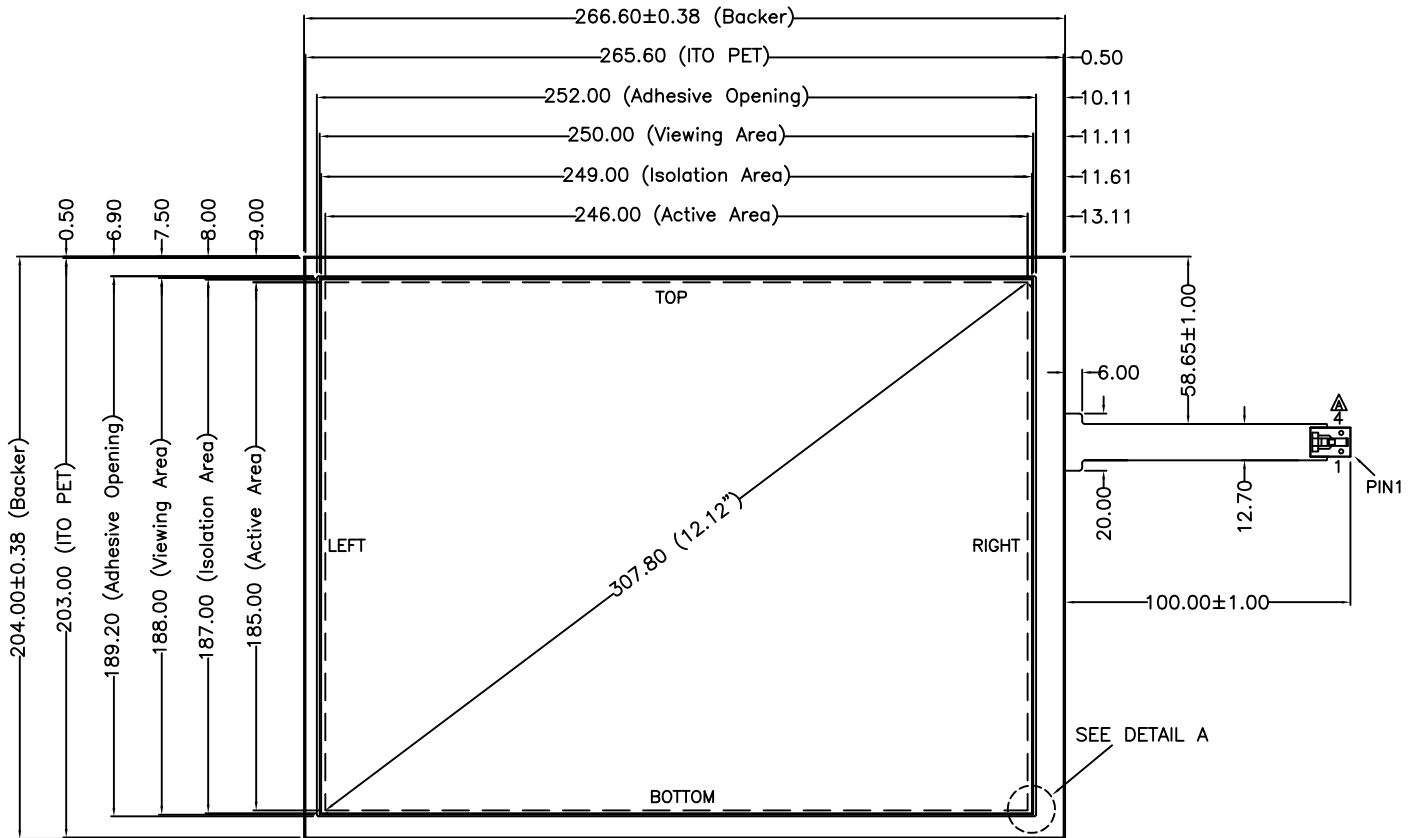 266.60±0.38 (Backer)
265.60 (ITO PET)
0.50
252.00 (Adhesive Opening)
10.11
250.00 (Viewing Area)
11.11
249.00 (Isolation Area)
11.61
246.00 (Active Area)
13.11
0.50
6.90
7.50
8.00
9.00
204.00±0.38 (Backer)
203.00 (ITO PET)
189.20 (Adhesive Opening)
188.00 (Viewing Area)
187.00 (Isolation Area)
185.00 (Active Area)
TOP
LEFT
RIGHT
BOTTOM
307.80 (12.12”)
58.65±1.00
6.00
20.00
12.70
A
4
1
PIN1
100.00±1.00
SEE DETAIL A